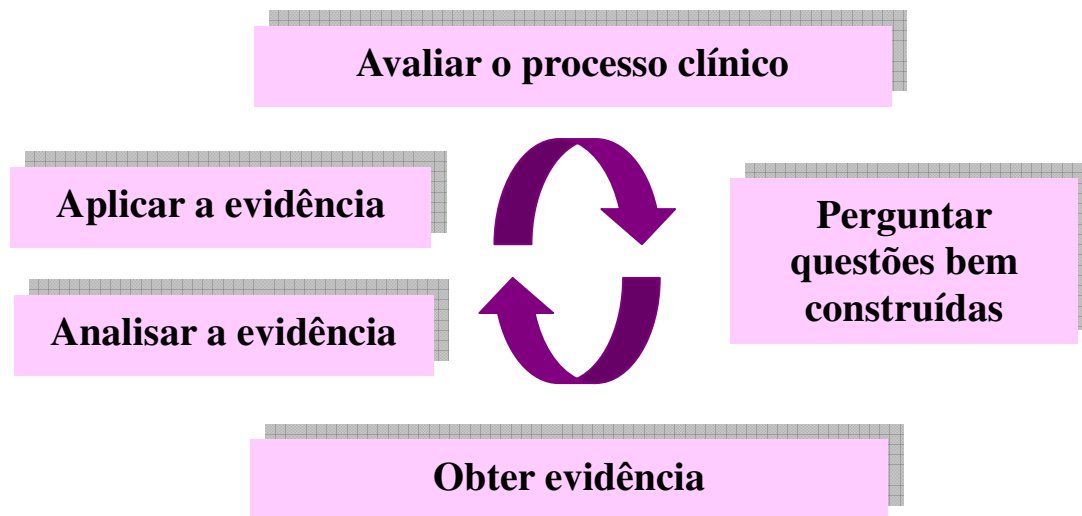 Avaliar o processo clínico
Aplicar a evidência
Perguntar
questões bem
construídas
Analisar a evidência
Obter evidência